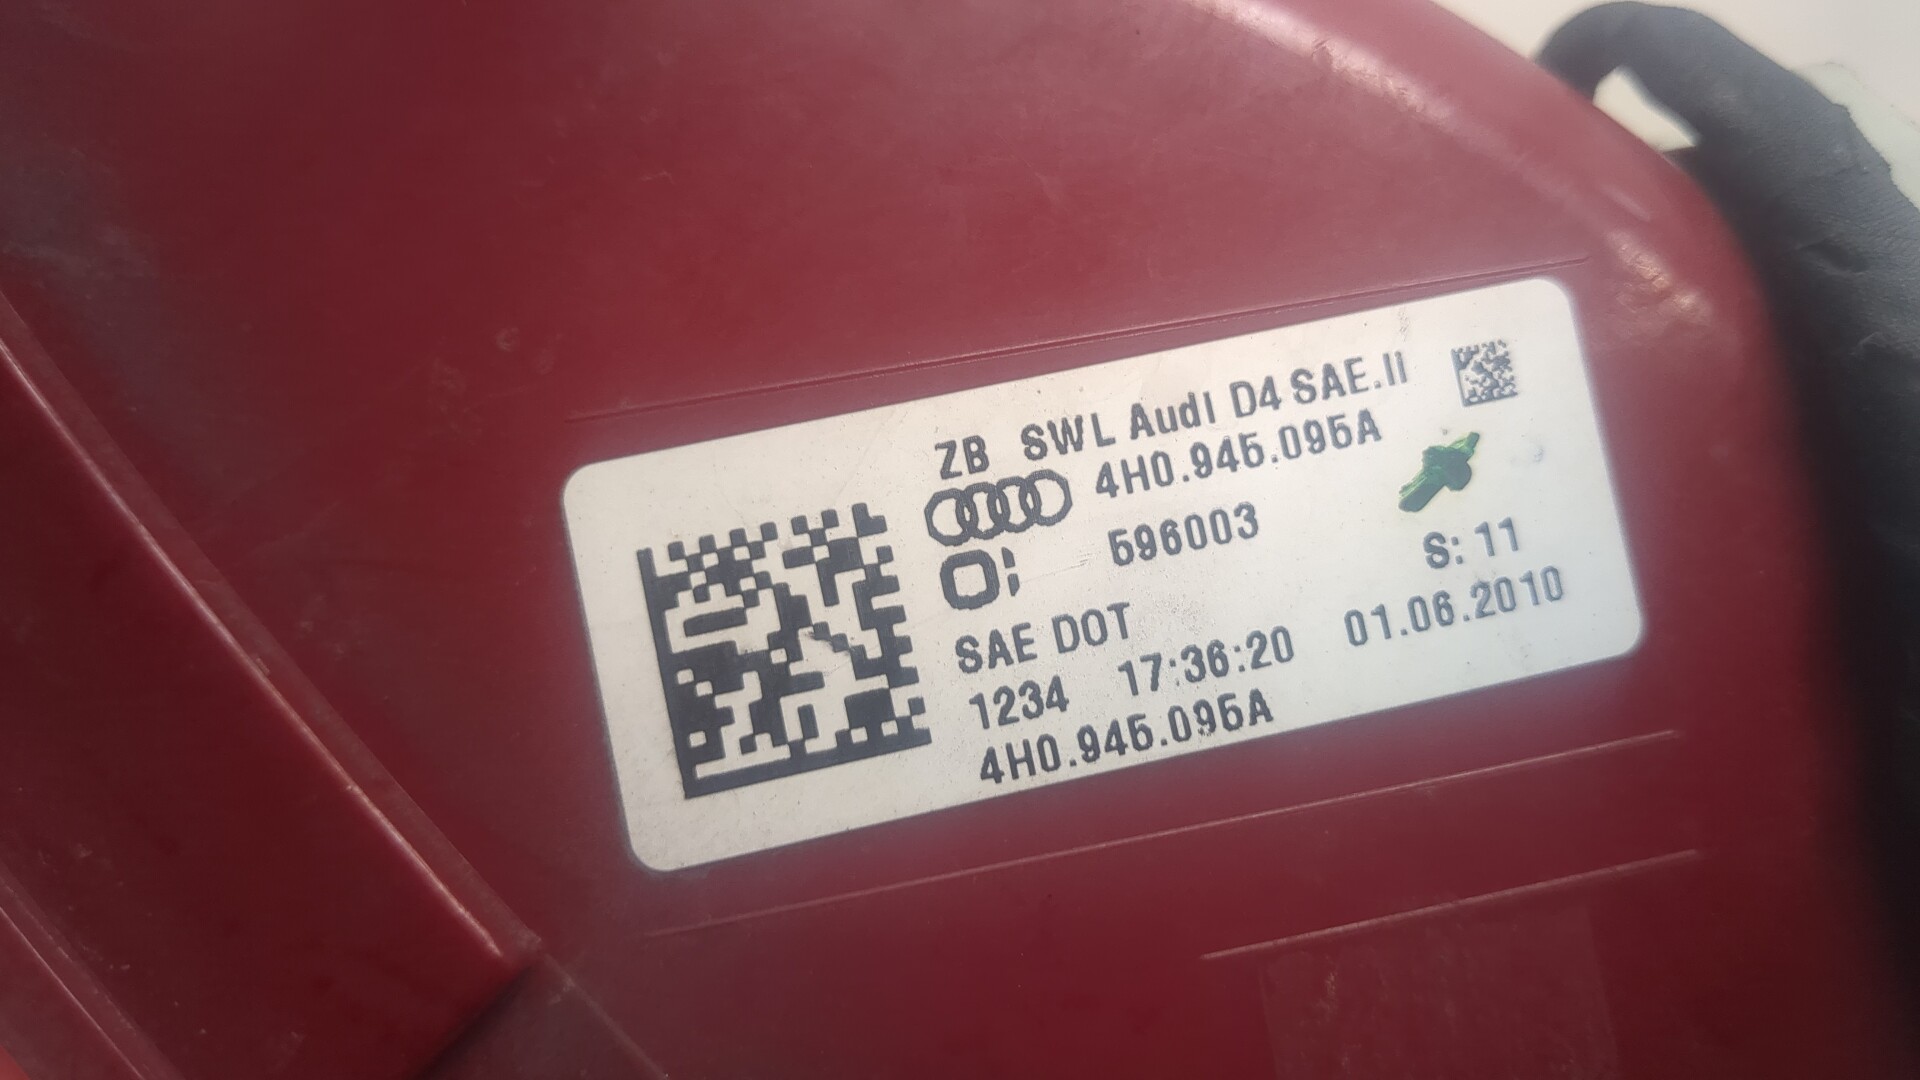 ZB SWL Audi D4 SAE.II
4H0.945.095A
596003
S: 11
SAE DOT
1234 17:36:20 01.06.2010
4H0.945.095A